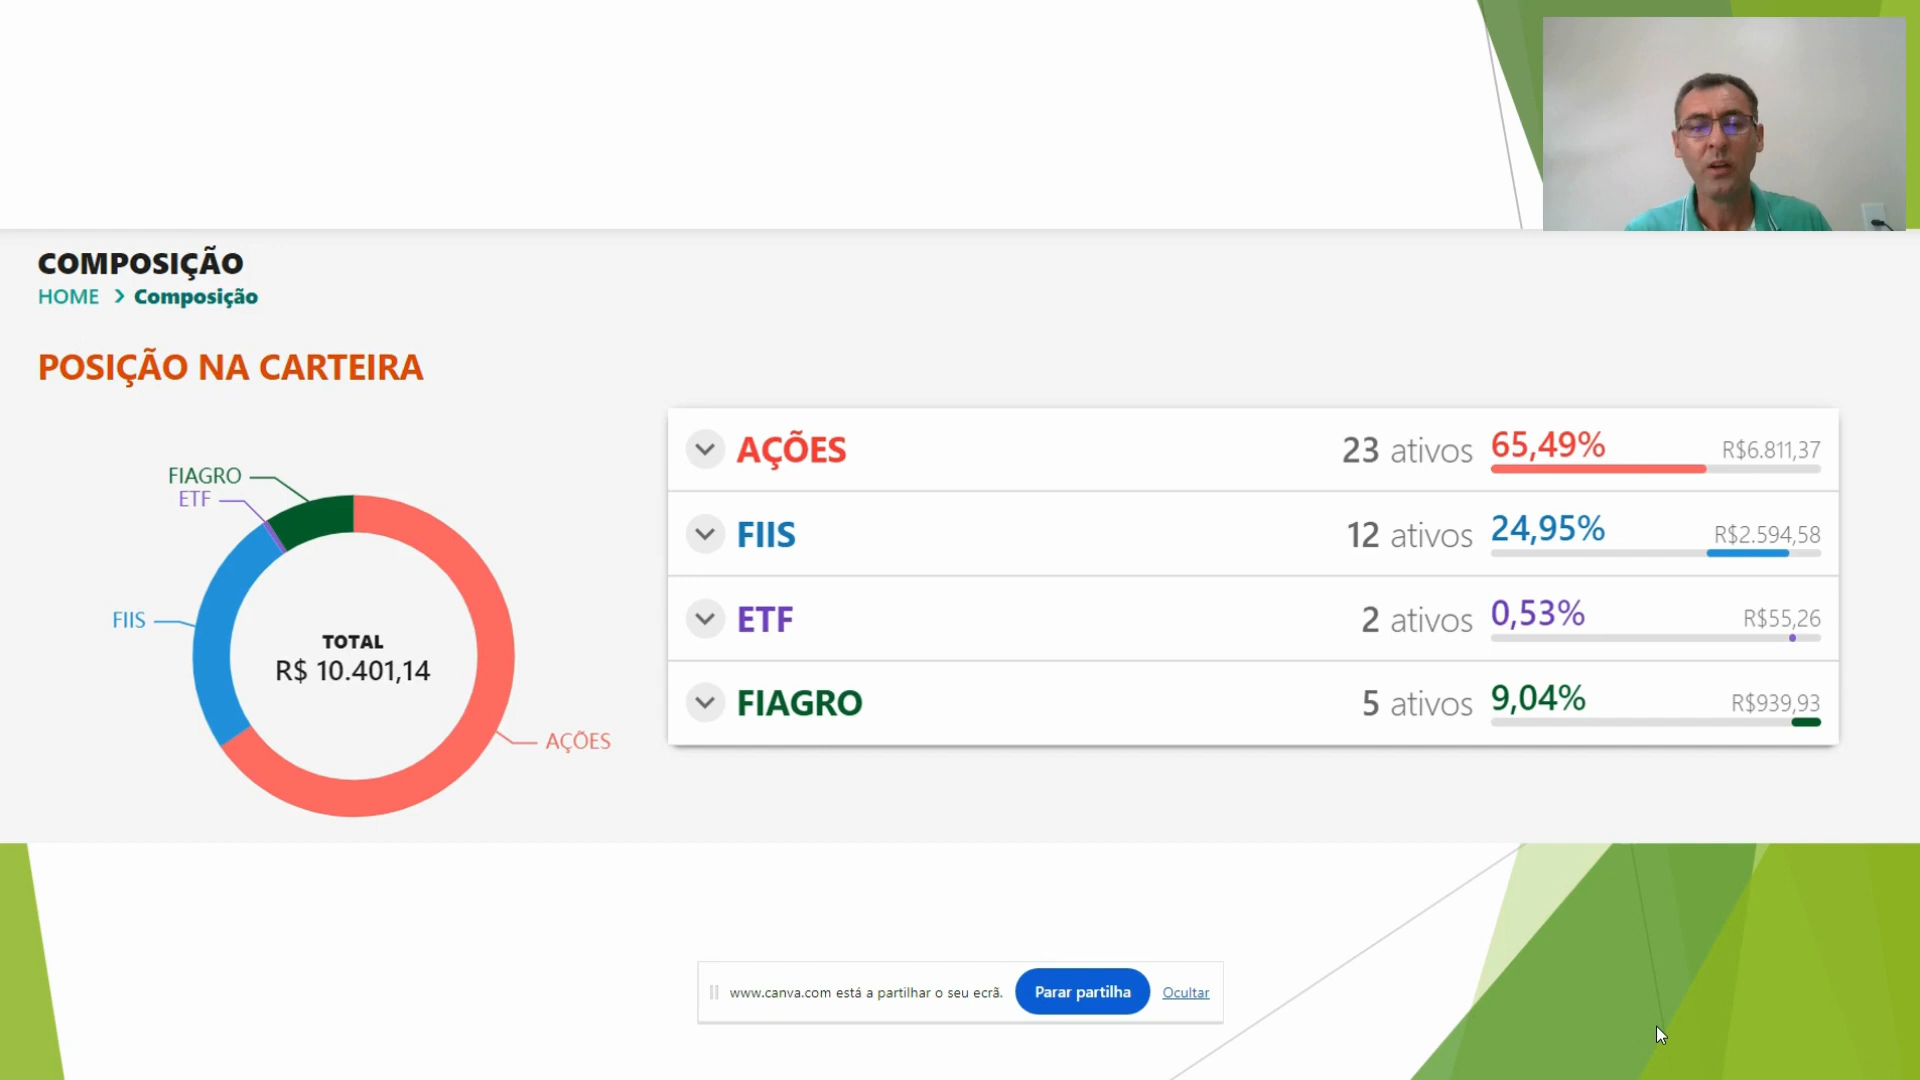 COMPOSIÇÃO
HOME > Composição
POSIÇÃO NA CARTEIRA
FIAGRO
ETF
FIIS
TOTAL
R$ 10.401,14
AÇÕES
AÇÕES 23 ativos 65,49% R$6.811,37
FIIS 12 ativos 24,95% R$2.594,58
ETF 2 ativos 0,53% R$55,26
FIAGRO 5 ativos 9,04% R$939,93
www.canva.com está a partilhar o seu ecrã. Parar partilha Ocultar